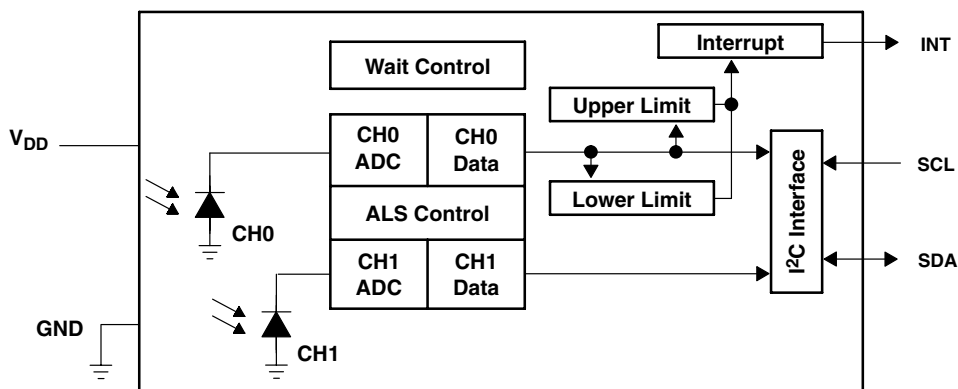 Interrupt
INT
Wait Control
Upper Limit
VDD
CH0
ADC
CH0
Data
I²C Interface
SCL
Lower Limit
ALS Control
CH0
CH1
ADC
CH1
Data
SDA
GND
CH1